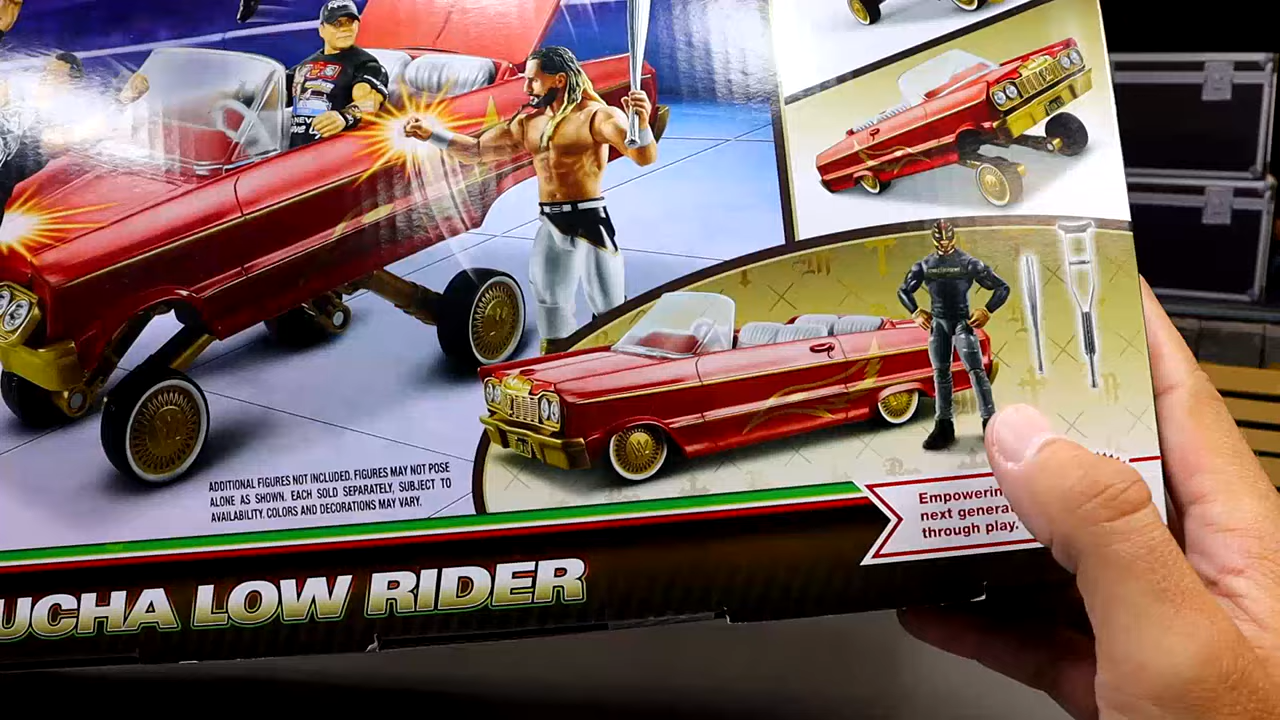 ADDITIONAL FIGURES NOT INCLUDED. FIGURES MAY NOT POSE
ALONE AS SHOWN. EACH SOLD SEPARATELY, SUBJECT TO
AVAILABILITY. COLORS AND DECORATIONS MAY VARY.
Empowerin
next genera
through play.
UCHA LOW RIDER